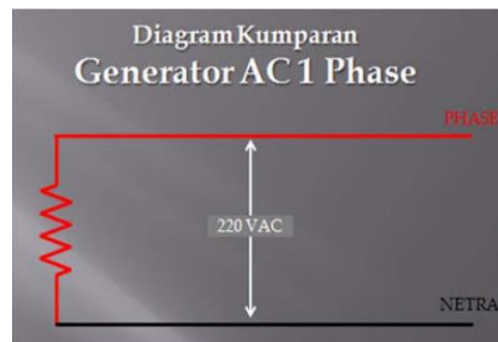 Diagram Kumparan
Generator AC 1 Phase
PHASE
220 VAC
NETRA